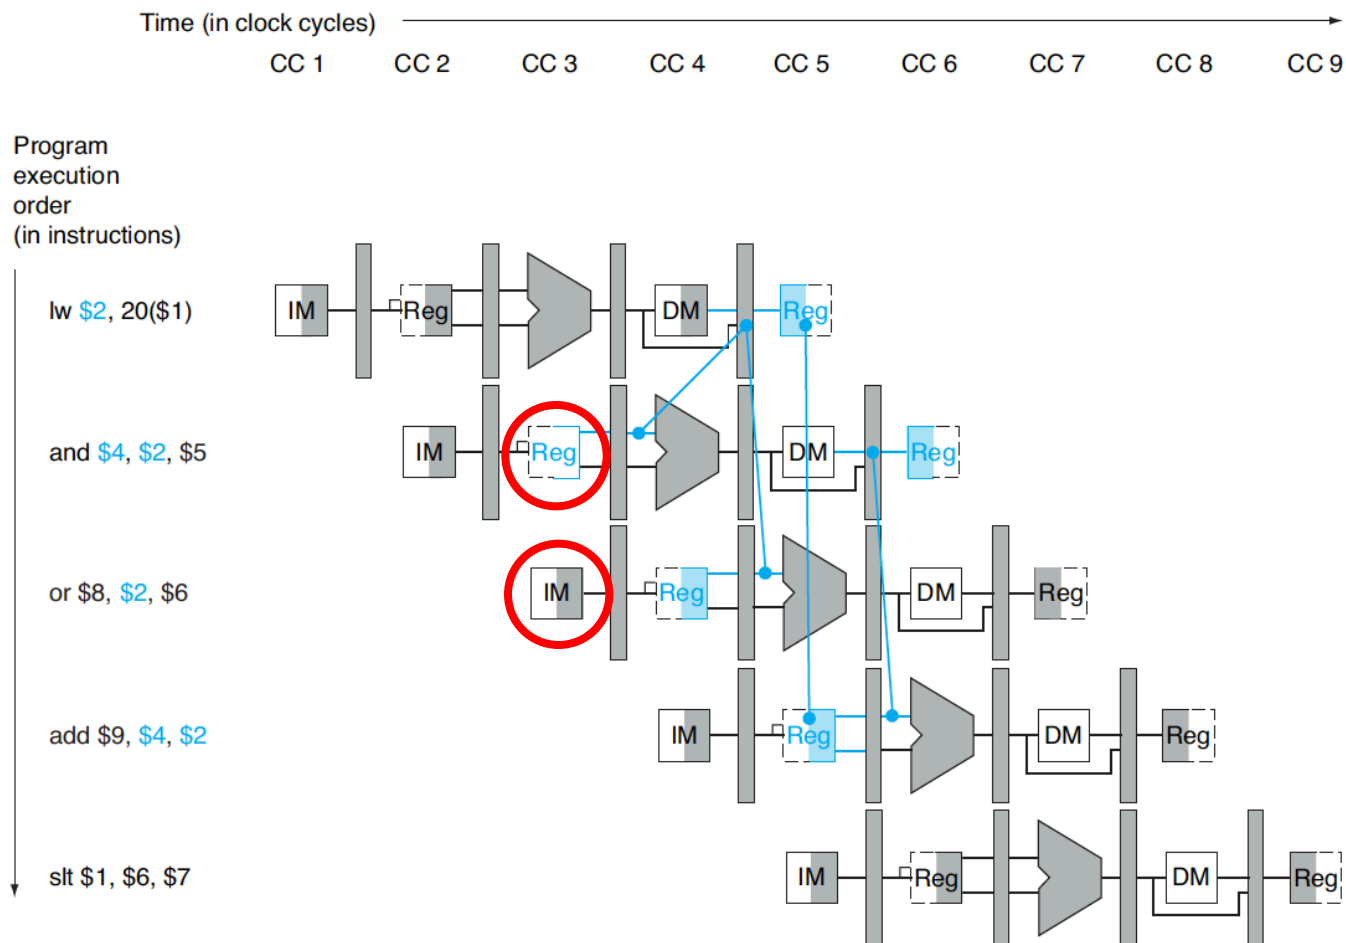 Time (in clock cycles)
CC 1 CC 2 CC 3 CC 4 CC 5 CC 6 CC 7 CC 8 CC 9
Program
execution
order
(in instructions)
lw $2, 20($1)
IM Reg DM Reg
and $4, $2, $5
IM Reg DM Reg
or $8, $2, $6
IM Reg DM Reg
add $9, $4, $2
IM Reg DM Reg
slt $1, $6, $7
IM Reg DM Reg